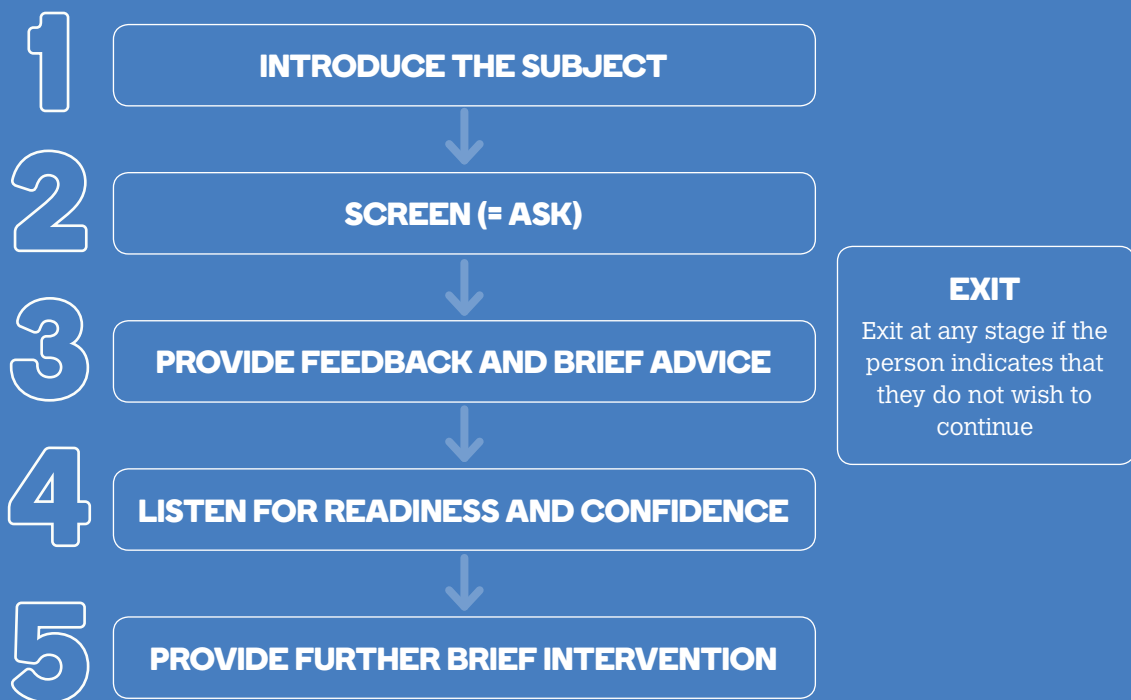 1
INTRODUCE THE SUBJECT
2
SCREEN (= ASK)
3
PROVIDE FEEDBACK AND BRIEF ADVICE
4
LISTEN FOR READINESS AND CONFIDENCE
5
PROVIDE FURTHER BRIEF INTERVENTION
EXIT
Exit at any stage if the
person indicates that
they do not wish to
continue